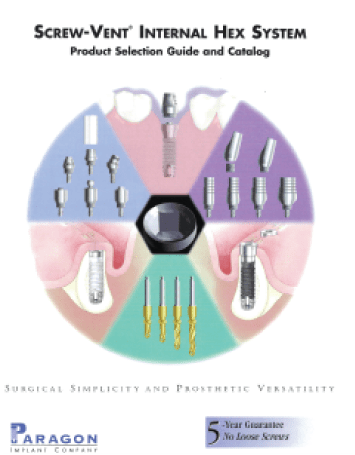 SCREW-VENT® INTERNAL HEX SYSTEM
Product Selection Guide and Catalog
SURGICAL SIMPLICITY AND PROSTHETIC VERSATILITY
PARAGON
IMPLANT COMPANY
5-Year Guarantee
No Loose Screws